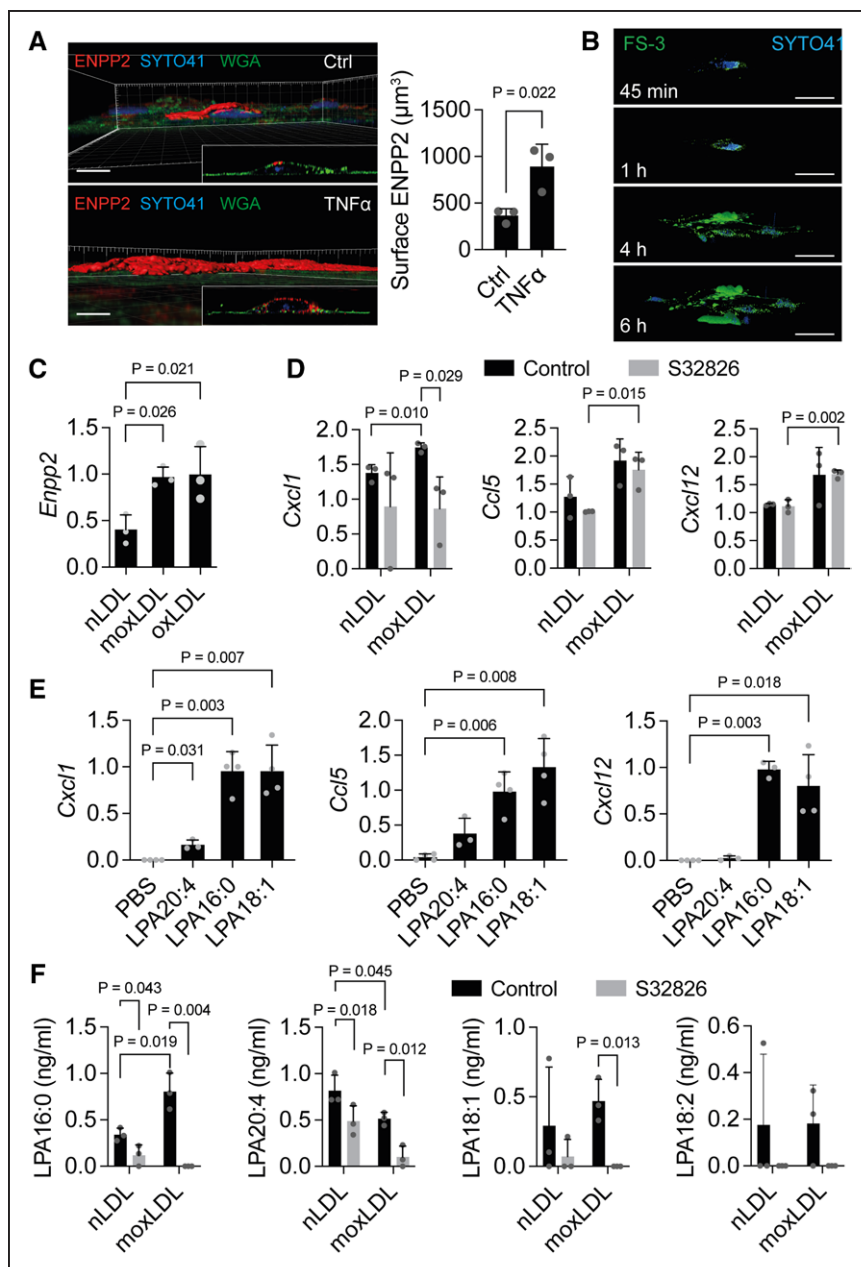 A
ENPP2 SYTO41 WGA Ctrl
ENPP2 SYTO41 WGA TNFα
P = 0.022
Surface ENPP2 (µm³)
1500
1000
500
0
Ctrl
TNFα
B
FS-3 SYTO41
45 min
1 h
4 h
6 h
C
P = 0.021
P = 0.026
Enpp2
1.5
1.0
0.5
0.0
nLDL
moxLDL
oxLDL
D
Control
S32826
P = 0.029
P = 0.010
Cxcl1
2.0
1.5
1.0
0.5
0.0
nLDL
moxLDL
P = 0.015
Ccl5
2.5
2.0
1.5
1.0
0.5
0.0
nLDL
moxLDL
P = 0.002
Cxcl12
2.5
2.0
1.5
1.0
0.5
0.0
nLDL
moxLDL
E
P = 0.007
P = 0.003
P = 0.031
Cxcl1
1.5
1.0
0.5
0.0
PBS
LPA20:4
LPA16:0
LPA18:1
P = 0.008
P = 0.006
Ccl5
2.0
1.5
1.0
0.5
0.0
PBS
LPA20:4
LPA16:0
LPA18:1
P = 0.018
P = 0.003
Cxcl12
1.5
1.0
0.5
0.0
PBS
LPA20:4
LPA16:0
LPA18:1
F
Control
S32826
P = 0.043
P = 0.004
P = 0.019
LPA16:0 (ng/ml)
1.5
1.0
0.5
0.0
nLDL
moxLDL
P = 0.045
P = 0.018
P = 0.012
LPA20:4 (ng/ml)
1.5
1.0
0.5
0.0
nLDL
moxLDL
P = 0.013
LPA18:1 (ng/ml)
1.0
0.5
0.0
nLDL
moxLDL
LPA18:2 (ng/ml)
0.6
0.4
0.2
0.0
nLDL
moxLDL